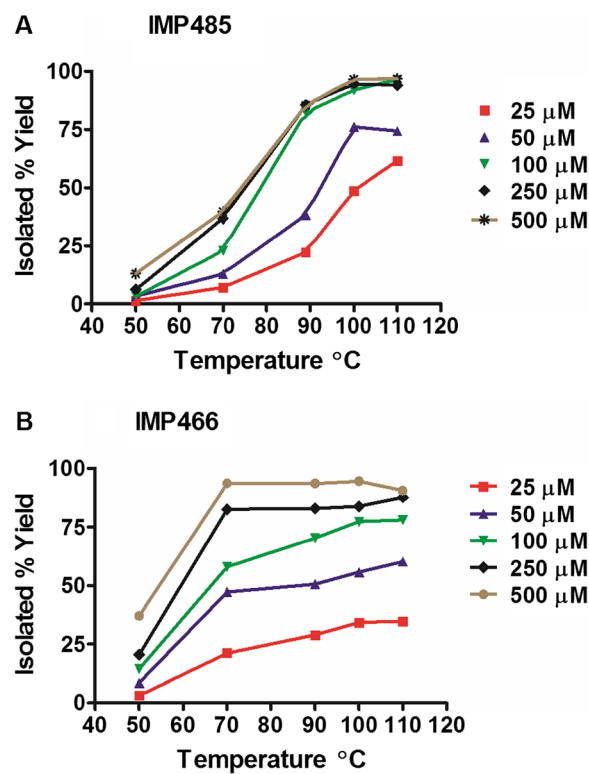 A IMP485
Isolated % Yield
100
75
50
25
0
40 50 60 70 80 90 100 110 120
Temperature °C
25 µM
50 µM
100 µM
250 µM
500 µM
B IMP466
Isolated % Yield
100
75
50
25
0
40 50 60 70 80 90 100 110 120
Temperature °C
25 µM
50 µM
100 µM
250 µM
500 µM